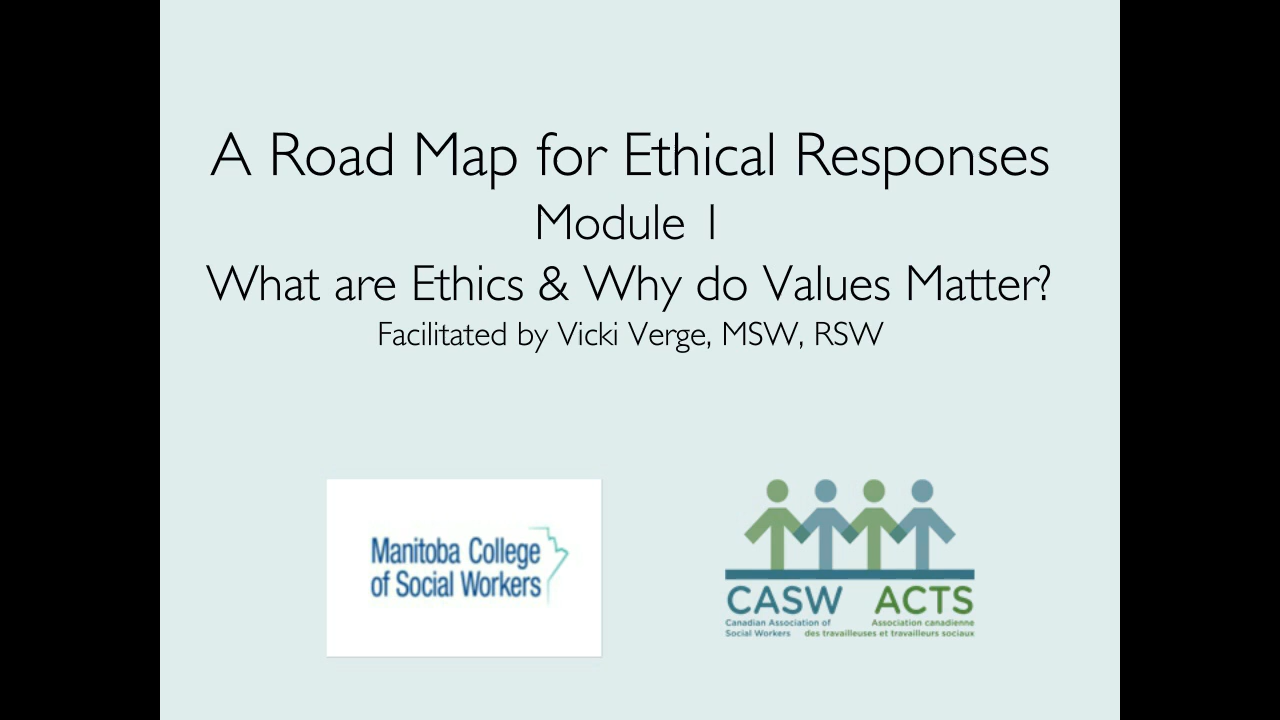 A Road Map for Ethical Responses
Module 1
What are Ethics & Why do Values Matter?
Facilitated by Vicki Verge, MSW, RSW
Manitoba College
of Social Workers
CASW ACTS
Canadian Association of
Social Workers
Association canadienne
des travailleuses et travailleurs sociaux